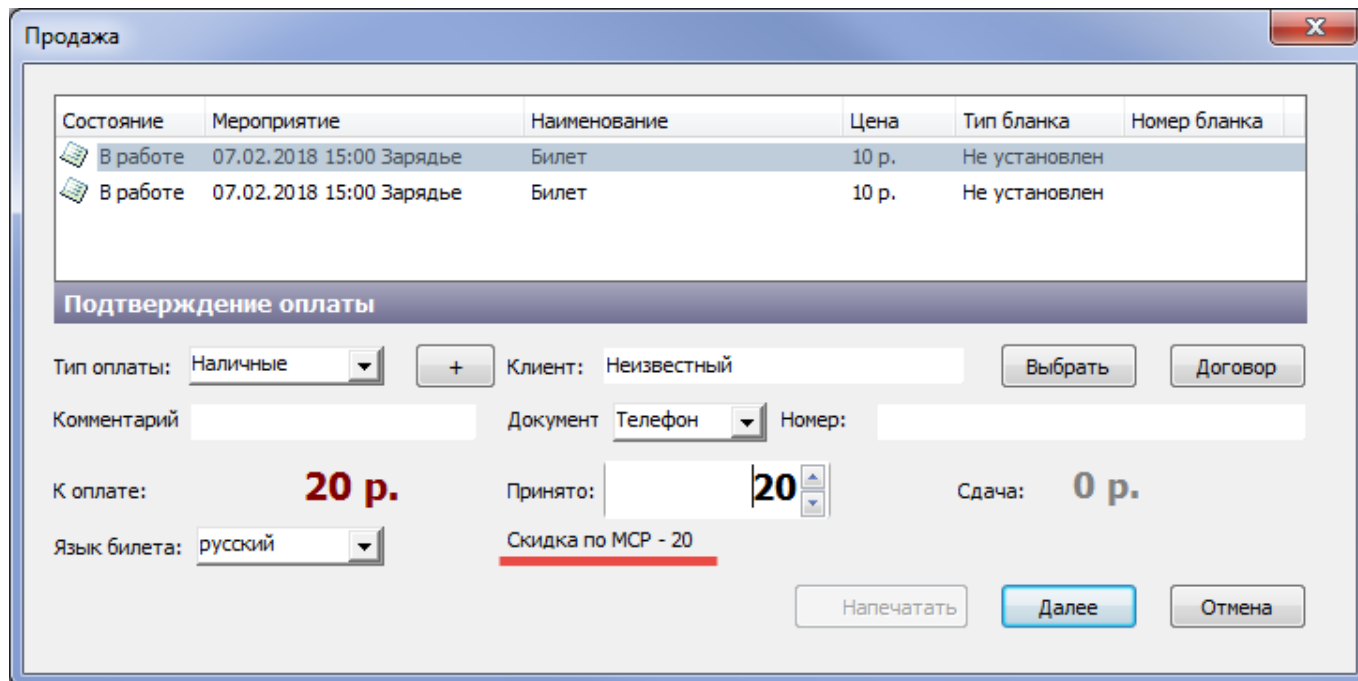 Продажа
Состояние Мероприятие Наименование Цена Тип бланка Номер бланка
В работе 07.02.2018 15:00 Зарядье Билет 10 р. Не установлен
В работе 07.02.2018 15:00 Зарядье Билет 10 р. Не установлен
Подтверждение оплаты
Тип оплаты: Наличные + Клиент: Неизвестный Выбрать Договор
Комментарий Документ Телефон Номер:
К оплате: 20 р. Принято: 20 Сдача: 0 р.
Язык билета: русский Скидка по МСР - 20
Напечатать Далее Отмена